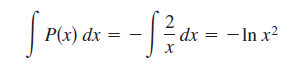 ∫ P(x) dx = − ∫ 2/x dx = − ln x²